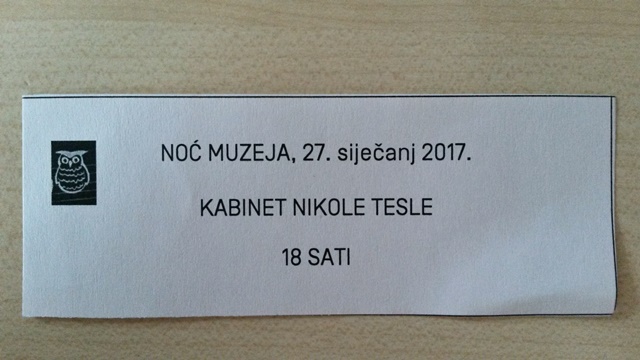 NOĆ MUZEJA, 27. siječanj 2017.
KABINET NIKOLE TESLE
18 SATI